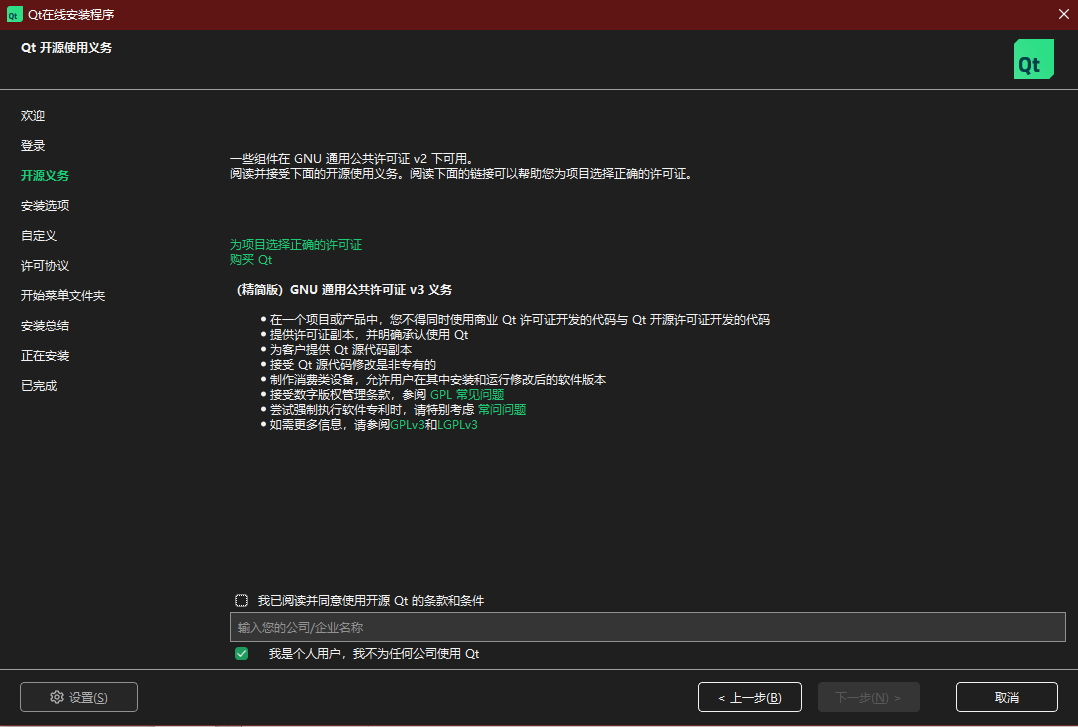 Qt在线安装程序
Qt 开源使用义务
Qt
欢迎
登录
开源义务
安装选项
自定义
许可协议
开始菜单文件夹
安装总结
正在安装
已完成
一些组件在 GNU 通用公共许可证 v2 下可用。
阅读并接受下面的开源使用义务。阅读下面的链接可以帮助您为项目选择正确的许可证。
为项目选择正确的许可证
购买 Qt
（精简版）GNU 通用公共许可证 v3 义务
• 在一个项目或产品中，您不得同时使用商业 Qt 许可证开发的代码与 Qt 开源许可证开发的代码
• 提供许可证副本，并明确承认使用 Qt
• 为客户提供 Qt 源代码副本
• 接受 Qt 源代码修改是非专有的
• 制作消费类设备，允许用户在其中安装和运行修改后的软件版本
• 接受数字版权管理条款，参阅 GPL 常见问题
• 尝试强制执行软件专利时，请特别考虑 常问问题
• 如需更多信息，请参阅GPLv3和LGPLv3
我已阅读并同意使用开源 Qt 的条款和条件
输入您的公司/企业名称
我是个人用户，我不为任何公司使用 Qt
设置(S)
< 上一步(B)
下一步(N) >
取消